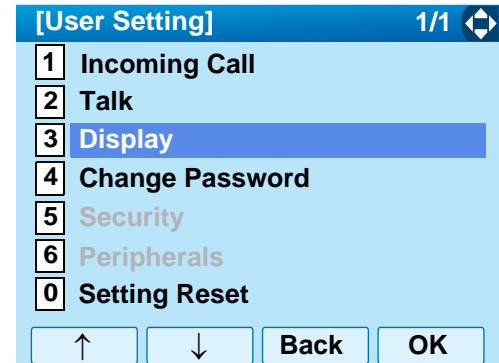 [User Setting] 1/1
1 Incoming Call
2 Talk
3 Display
4 Change Password
5 Security
6 Peripherals
0 Setting Reset
↑ ↓ Back OK